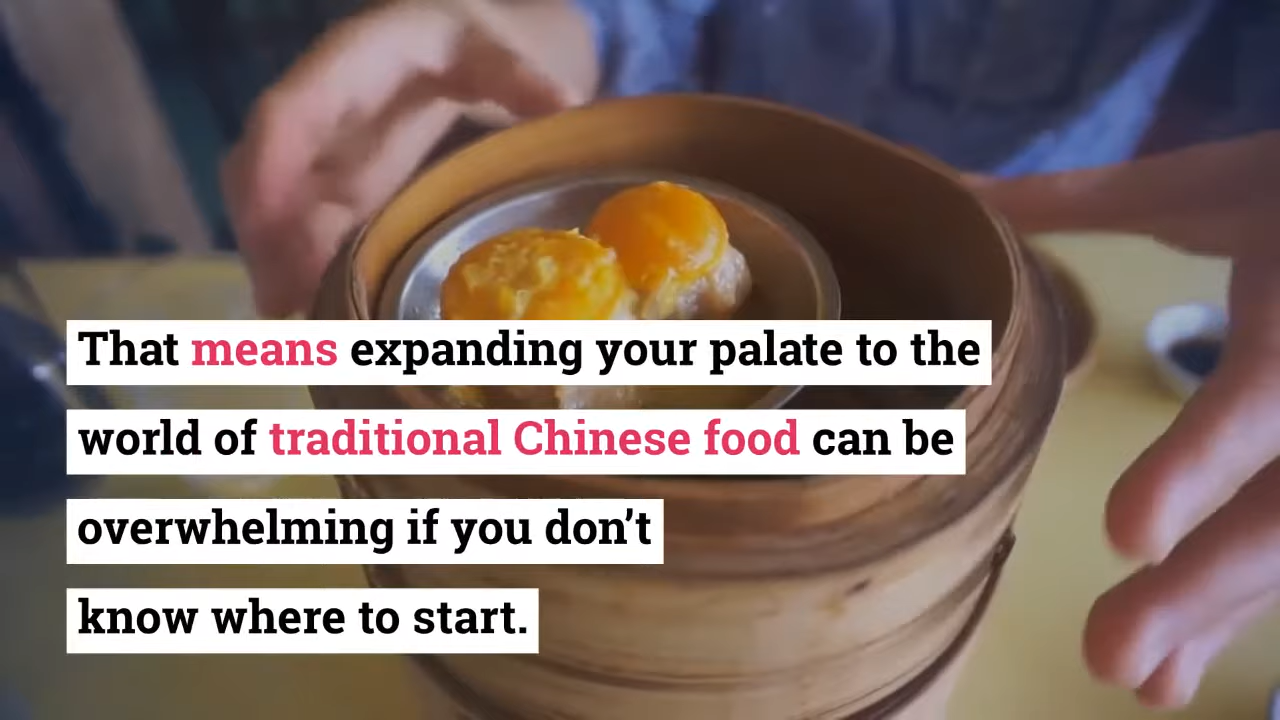 That means expanding your palate to the
world of traditional Chinese food can be
overwhelming if you don’t
know where to start.